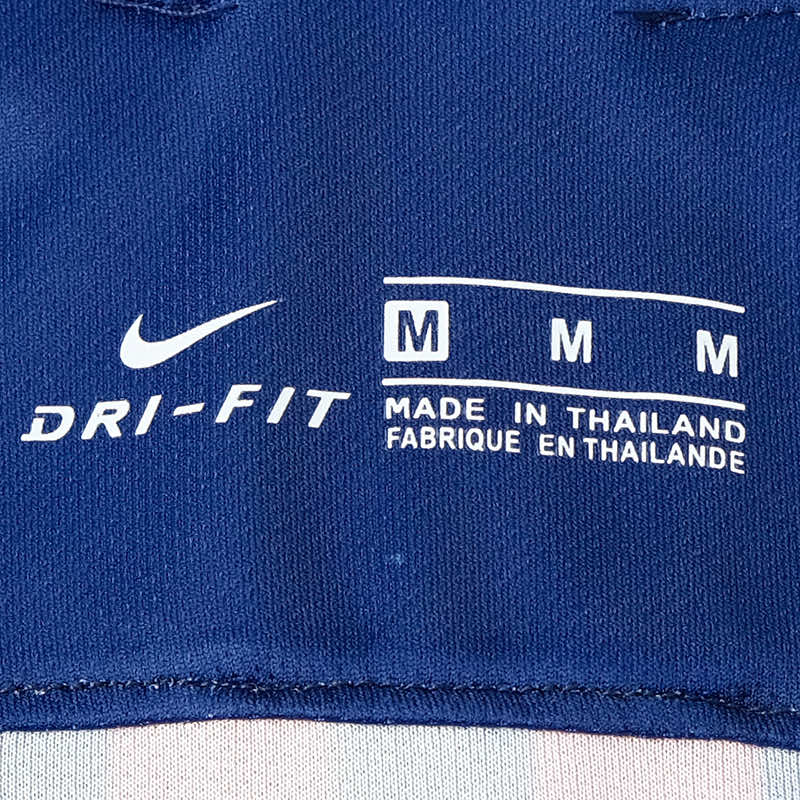 DRI-FIT
M M M
MADE IN THAILAND
FABRIQUE EN THAILANDE